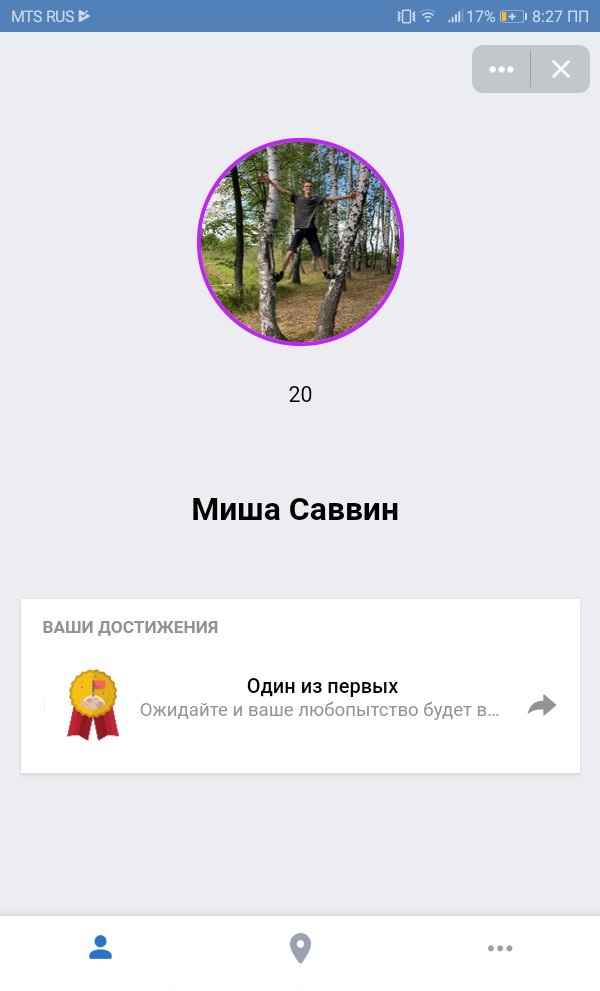 MTS RUS 17% 8:27 ПП
20
Миша Саввин
ВАШИ ДОСТИЖЕНИЯ
Один из первых
Ожидайте и ваше любопытство будет в...